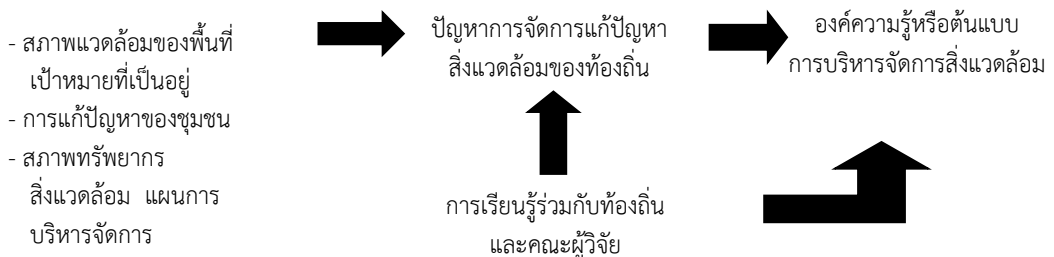 - สภาพแวดล้อมของพื้นที่
เป้าหมายที่เป็นอยู่
- การแก้ปัญหาของชุมชน
- สภาพทรัพยากร
สิ่งแวดล้อม แผนการ
บริหารจัดการ
ปัญหาการจัดการแก้ปัญหา
สิ่งแวดล้อมของท้องถิ่น
การเรียนรู้ร่วมกับท้องถิ่น
และคณะผู้วิจัย
องค์ความรู้หรือต้นแบบ
การบริหารจัดการสิ่งแวดล้อม